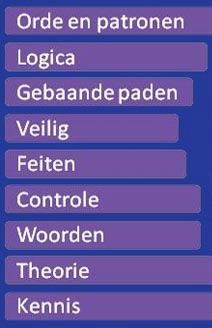 Orde en patronen
Logica
Gebaande paden
Veilig
Feiten
Controle
Woorden
Theorie
Kennis